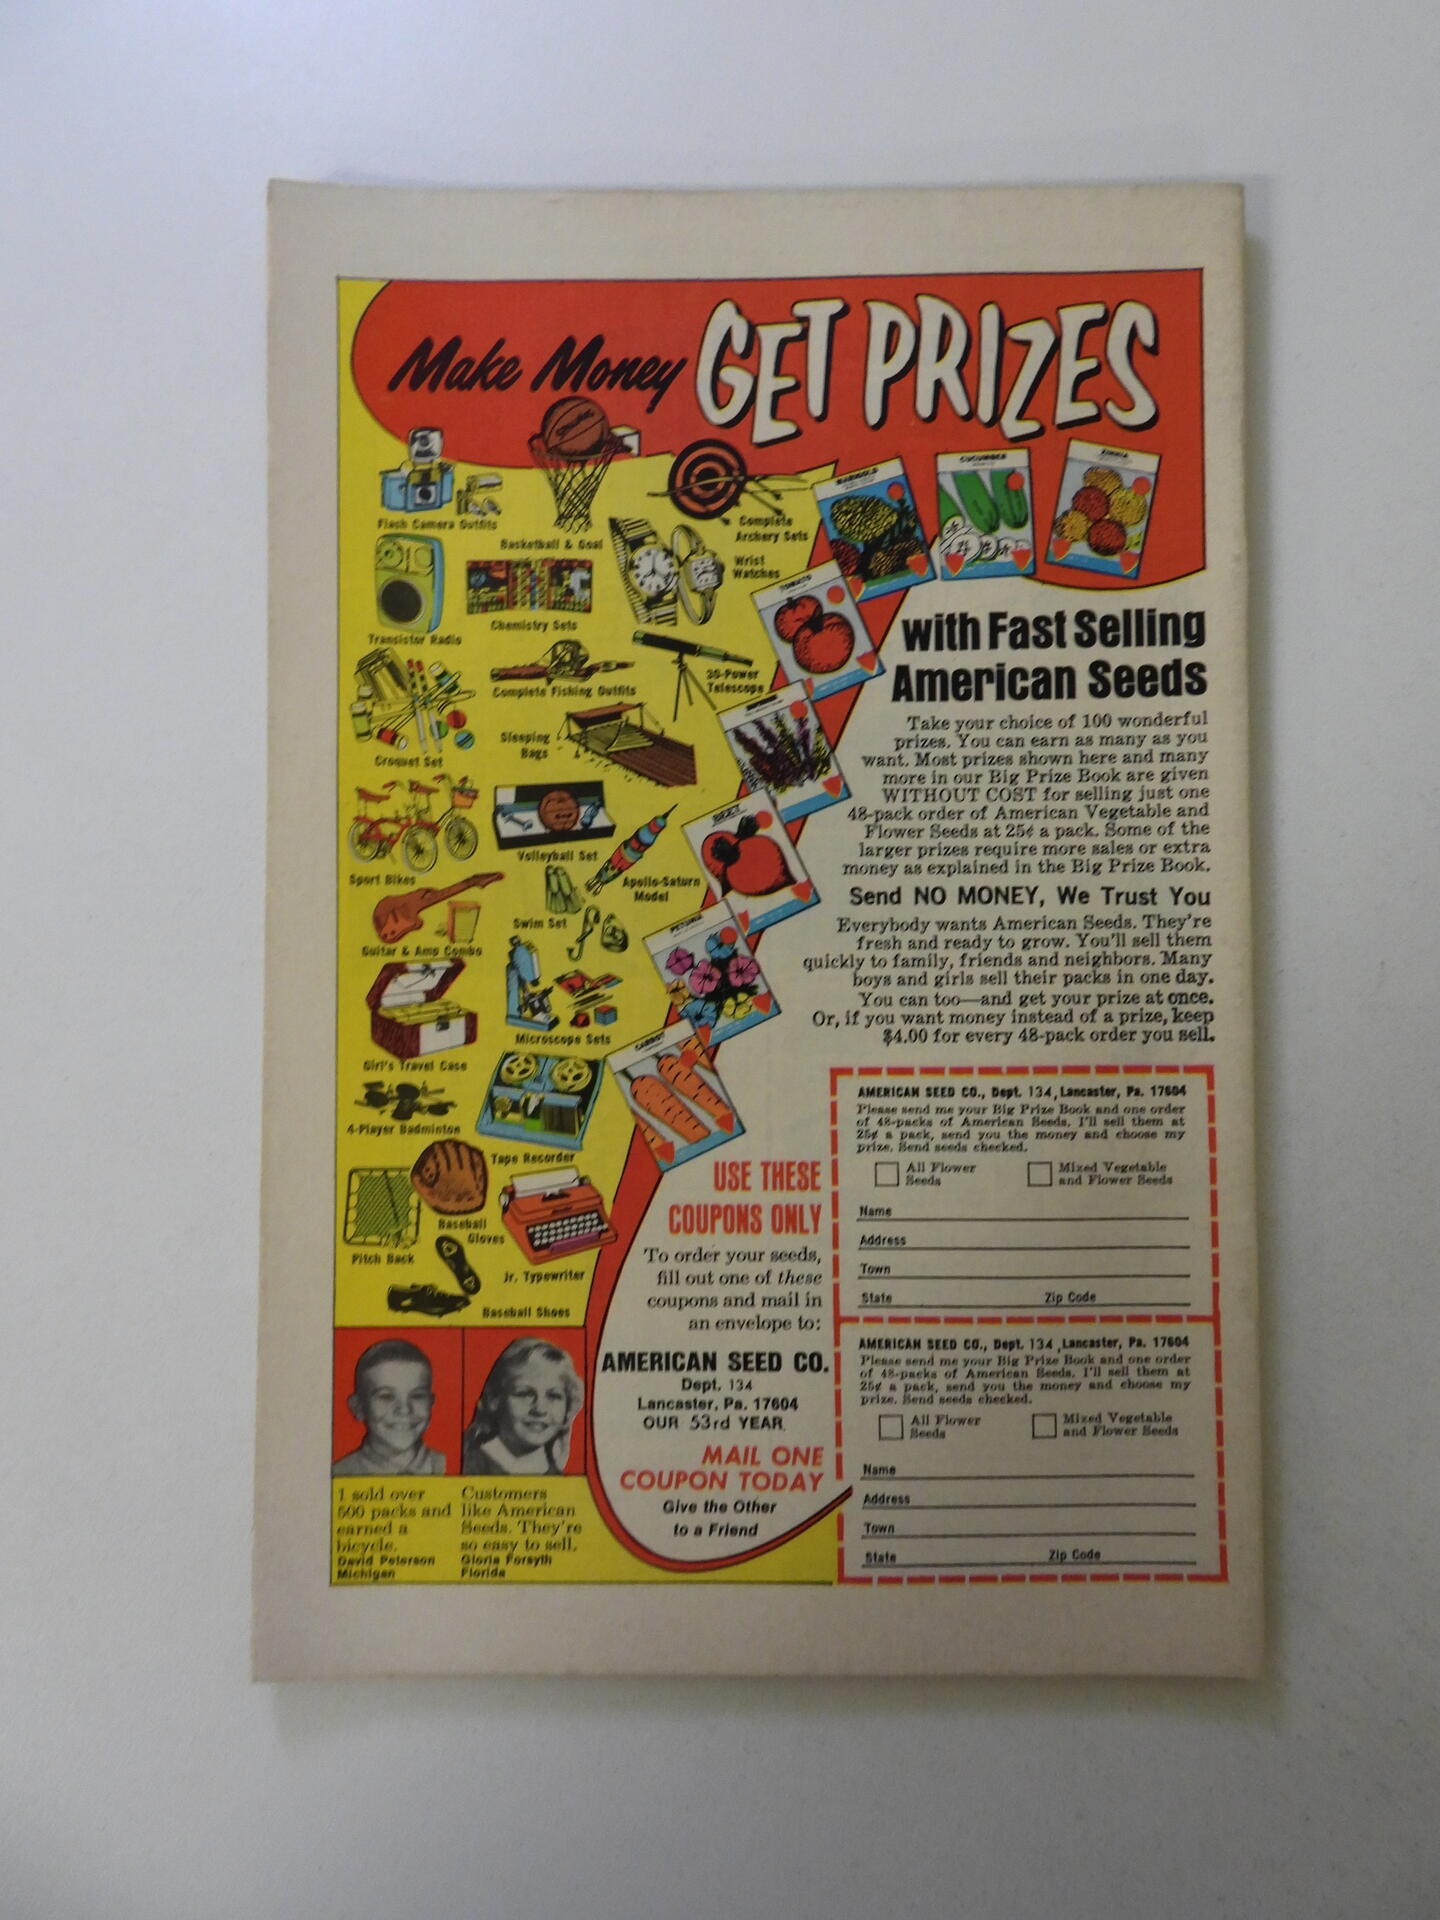 Make Money GET PRIZES
Flash Camera Outfits
Basketball & Goal
Complete
Archery Sets
Wrist
Watches
Transistor Radio
Chemistry Sets
Complete Fishing Outfits
30-Power
Telescope
Croquet Set
Sleeping
Bags
Sport Bikes
Volleyball Set
Apollo-Saturn
Model
Guitar & Amp Combo
Swim Set
Girl's Travel Case
Microscope Sets
4-Player Badminton
Tape Recorder
Pitch Back
Baseball
Gloves
Jr. Typewriter
Baseball Shoes
MARIGOLD
CUCUMBER
ZINNIA
TOMATO
BEET
PETUNIA
CARROT
with Fast Selling
American Seeds
Take your choice of 100 wonderful
prizes. You can earn as many as you
want. Most prizes shown here and many
more in our Big Prize Book are given
WITHOUT COST for selling just one
48-pack order of American Vegetable and
Flower Seeds at 25¢ a pack. Some of the
larger prizes require more sales or extra
money as explained in the Big Prize Book.
Send NO MONEY, We Trust You
Everybody wants American Seeds. They're
fresh and ready to grow. You'll sell them
quickly to family, friends and neighbors. Many
boys and girls sell their packs in one day.
You can too—and get your prize at once.
Or, if you want money instead of a prize, keep
$4.00 for every 48-pack order you sell.
USE THESE
COUPONS ONLY
To order your seeds,
fill out one of these
coupons and mail in
an envelope to:
AMERICAN SEED CO.
Dept. 134
Lancaster, Pa. 17604
OUR 53rd YEAR
MAIL ONE
COUPON TODAY
Give the Other
to a Friend
AMERICAN SEED CO., Dept. 134, Lancaster, Pa. 17604
Please send me your Big Prize Book and one order
of 48-packs of American Seeds. I'll sell them at
25¢ a pack, send you the money and choose my
prize. Send seeds checked.
All Flower
Seeds
Mixed Vegetable
and Flower Seeds
Name
Address
Town
State Zip Code
AMERICAN SEED CO., Dept. 134, Lancaster, Pa. 17604
Please send me your Big Prize Book and one order
of 48-packs of American Seeds. I'll sell them at
25¢ a pack, send you the money and choose my
prize. Send seeds checked.
All Flower
Seeds
Mixed Vegetable
and Flower Seeds
Name
Address
Town
State Zip Code
I sold over
500 packs and
earned a
bicycle.
David Peterson
Michigan
Customers
like American
Seeds. They're
so easy to sell.
Gloria Forsyth
Florida